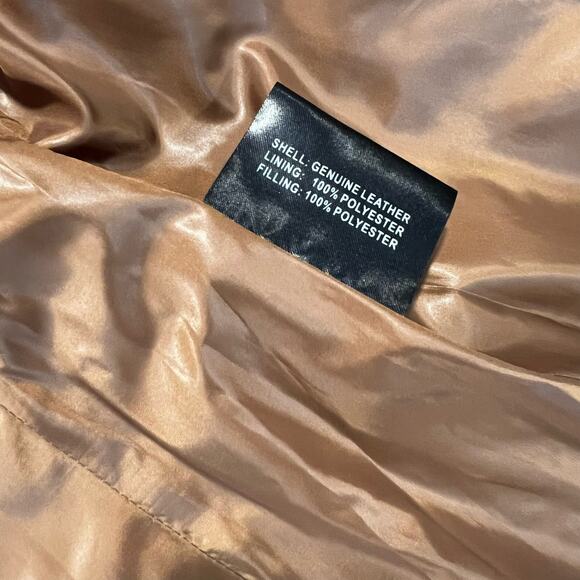 SHELL: GENUINE LEATHER
LINING: 100% POLYESTER
FILLING: 100% POLYESTER